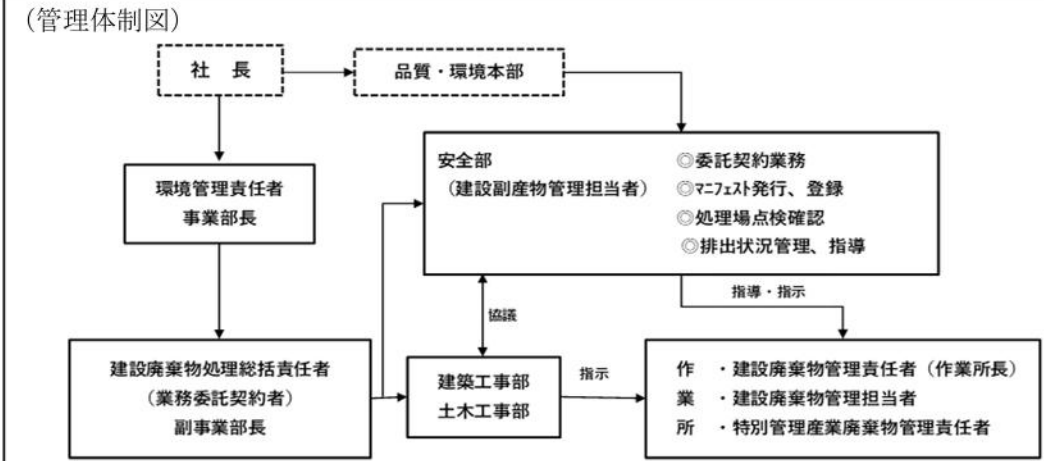 (管理体制図)
社　長
品質・環境本部
安全部
(建設副産物管理担当者)
◎委託契約業務
◎マニフェスト発行、登録
◎処理場点検確認
◎排出状況管理、指導
環境管理責任者
事業部長
指導・指示
協議
建設廃棄物処理総括責任者
(業務委託契約者)
副事業部長
建築工事部
土木工事部
指示
作　・建設廃棄物管理責任者（作業所長）
業　・建設廃棄物管理担当者
所　・特別管理産業廃棄物管理責任者